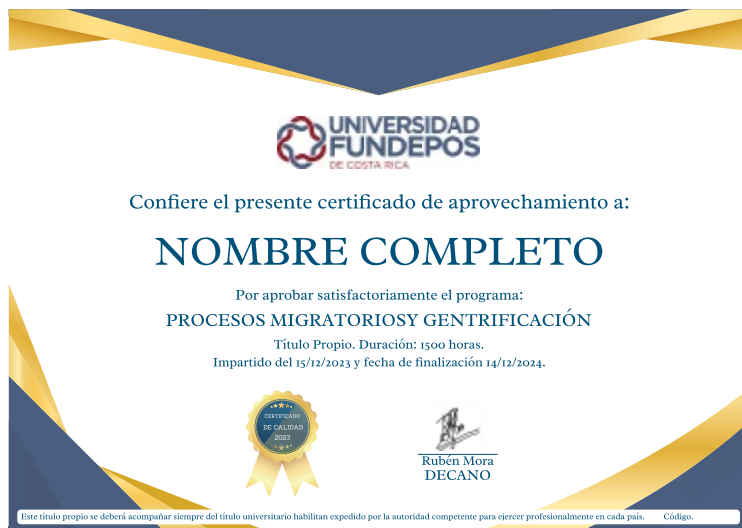 UNIVERSIDAD
FUNDEPOS
DE COSTA RICA
Confiere el presente certificado de aprovechamiento a:
NOMBRE COMPLETO
Por aprobar satisfactoriamente el programa:
PROCESOS MIGRATORIOSY GENTRIFICACIÓN
Título Propio. Duración: 1500 horas.
Impartido del 15/12/2023 y fecha de finalización 14/12/2024.
CERTIFICADO
DE CALIDAD
2023
Rubén Mora
DECANO
Este título propio se deberá acompañar siempre del título universitario habilitan expedido por la autoridad competente para ejercer profesionalmente en cada país. Código.